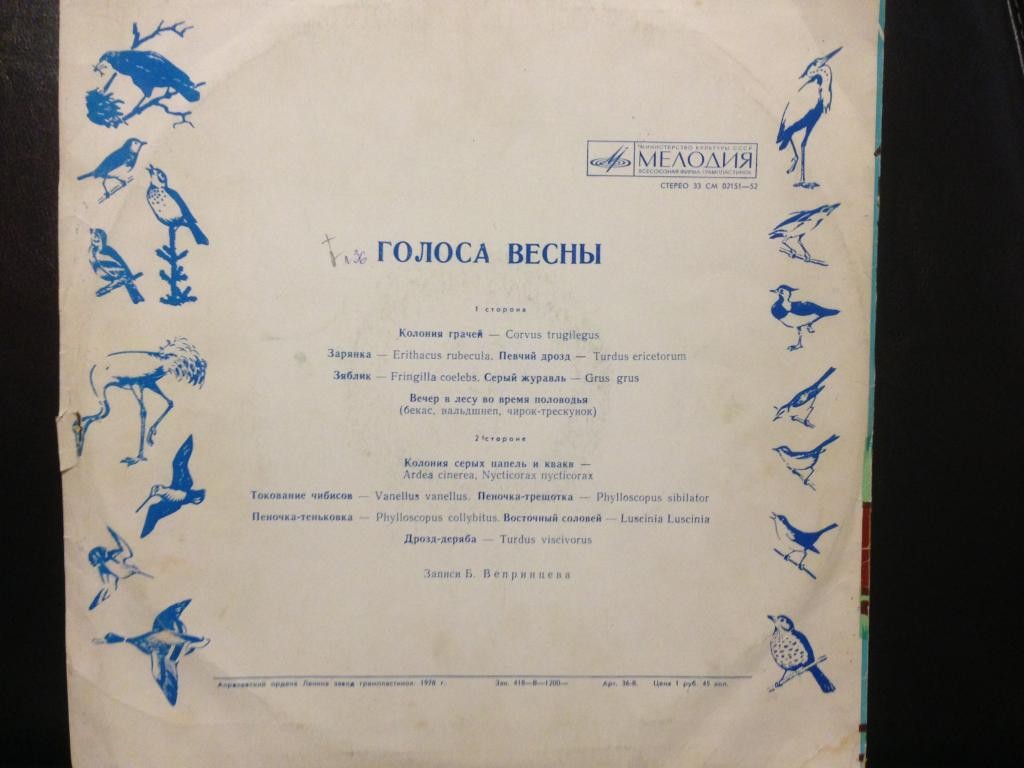 МИНИСТЕРСТВО КУЛЬТУРЫ СССР
МЕЛОДИЯ
ВСЕСОЮЗНАЯ ФИРМА ГРАМПЛАСТИНОК
СТЕРЕО 33 СМ 02151—52
ГОЛОСА ВЕСНЫ
1 сторона
Колония грачей — Corvus trugilegus
Зарянка — Erithacus rubecula. Певчий дрозд — Turdus ericetorum
Зяблик — Fringilla coelebs. Серый журавль — Grus grus
Вечер в лесу во время половодья
(бекас, вальдшнеп, чирок-трескунок)
2 сторона
Колония серых цапель и квакв —
Ardea cinerea, Nycticorax nycticorax
Токование чибисов — Vanellus vanellus. Пеночка-трещотка — Phylloscopus sibilator
Пеночка-теньковка — Phylloscopus collybitus. Восточный соловей — Luscinia Luscinia
Дрозд-деряба — Turdus viscivorus
Записи Б. Вепринцева
Апрелевский ордена Ленина завод грампластинок. 1978 г. Зак. 418—8—1200— Арт. 36-8. Цена 1 руб. 45 коп.